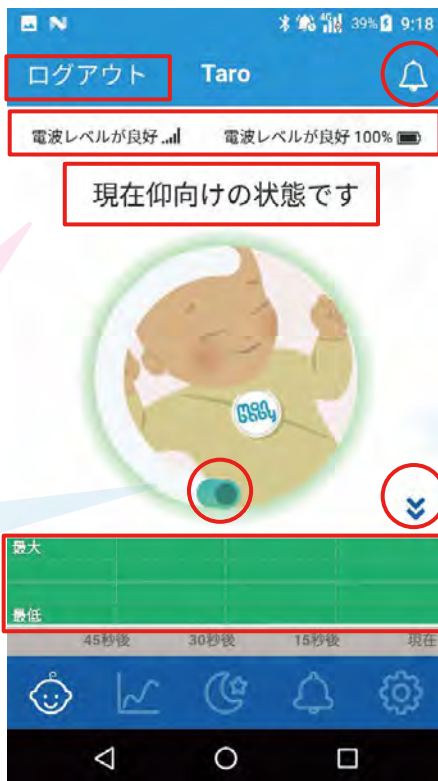 39% 9:18
ログアウト Taro
電波レベルが良好 電波レベルが良好 100%
現在仰向けの状態です
mon baby
最大
最低
45秒後 30秒後 15秒後 現在